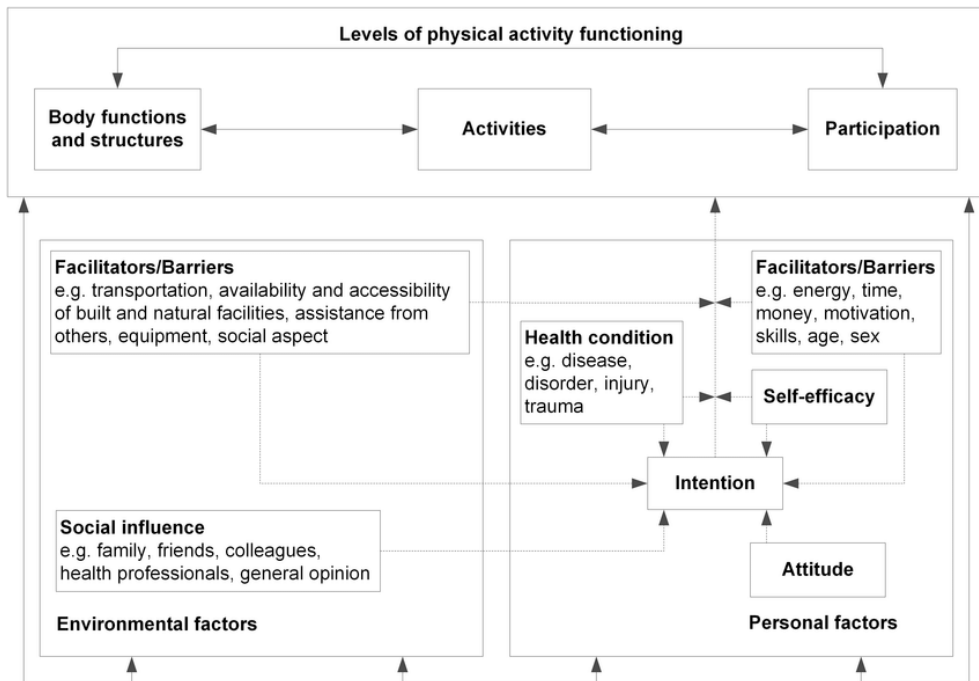 Levels of physical activity functioning
Body functions
and structures
Activities
Participation
Facilitators/Barriers
e.g. transportation, availability and accessibility
of built and natural facilities, assistance from
others, equipment, social aspect
Social influence
e.g. family, friends, colleagues,
health professionals, general opinion
Environmental factors
Facilitators/Barriers
e.g. energy, time,
money, motivation,
skills, age, sex
Health condition
e.g. disease,
disorder, injury,
trauma
Self-efficacy
Intention
Attitude
Personal factors